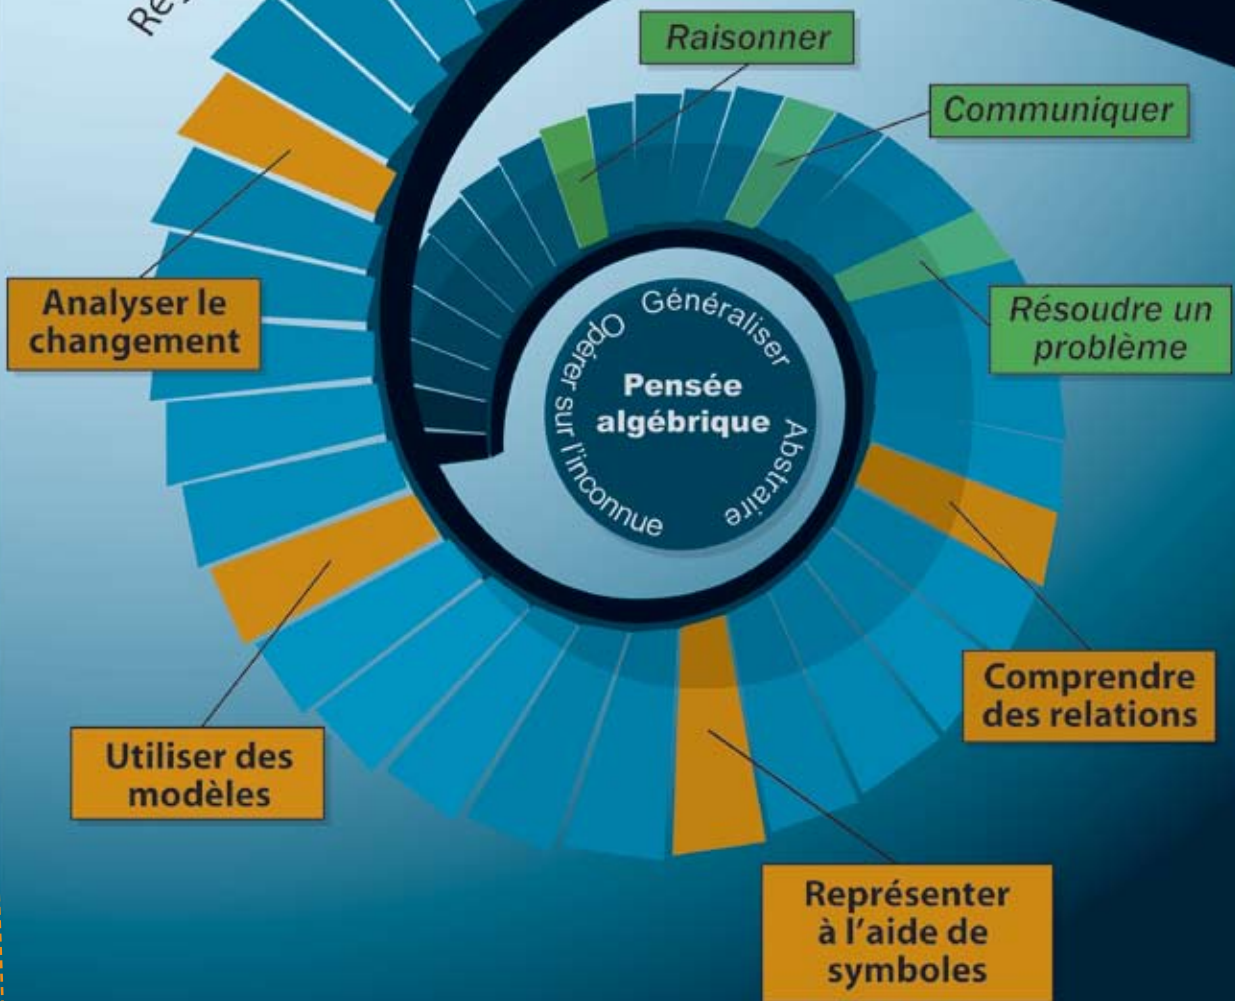 Raisonner
Communiquer
Analyser le
changement
Résoudre un
problème
Généraliser
Opérer sur l'inconnue
Abstraire
Pensée
algébrique
Comprendre
des relations
Utiliser des
modèles
Représenter
à l'aide de
symboles